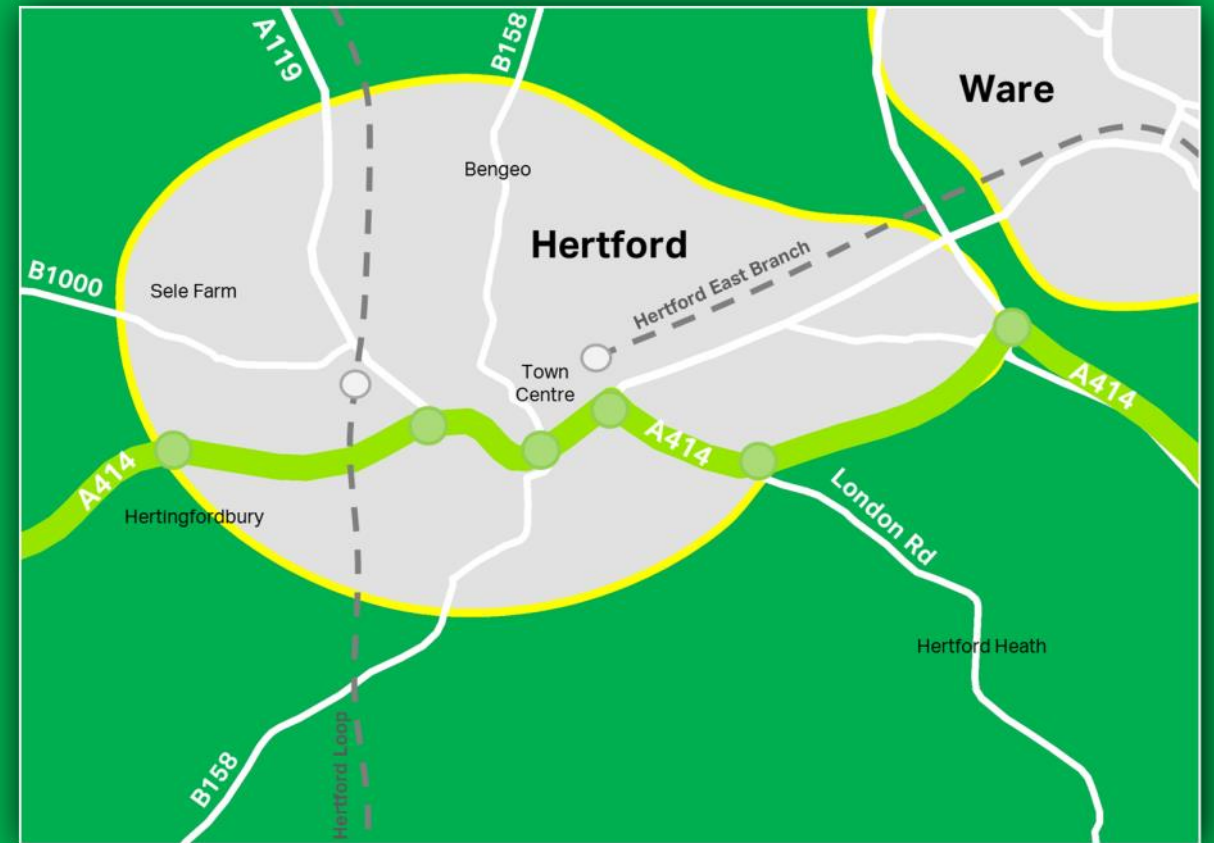 A119
B158
Ware
Bengeo
Hertford
B1000
Sele Farm
Hertford East Branch
Town
Centre
A414
A414
A414
Hertingfordbury
London Rd
Hertford Heath
Hertford Loop
B158